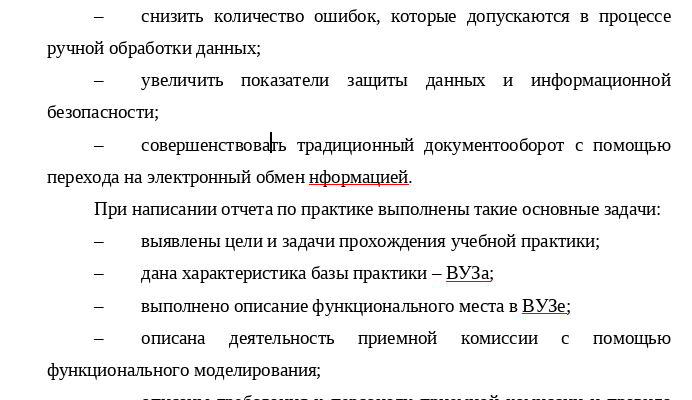 – снизить количество ошибок, которые допускаются в процессе
ручной обработки данных;
– увеличить показатели защиты данных и информационной
безопасности;
– совершенствовать традиционный документооборот с помощью
перехода на электронный обмен нформацией.
При написании отчета по практике выполнены такие основные задачи:
– выявлены цели и задачи прохождения учебной практики;
– дана характеристика базы практики – ВУЗа;
– выполнено описание функционального места в ВУЗе;
– описана деятельность приемной комиссии с помощью
функционального моделирования;